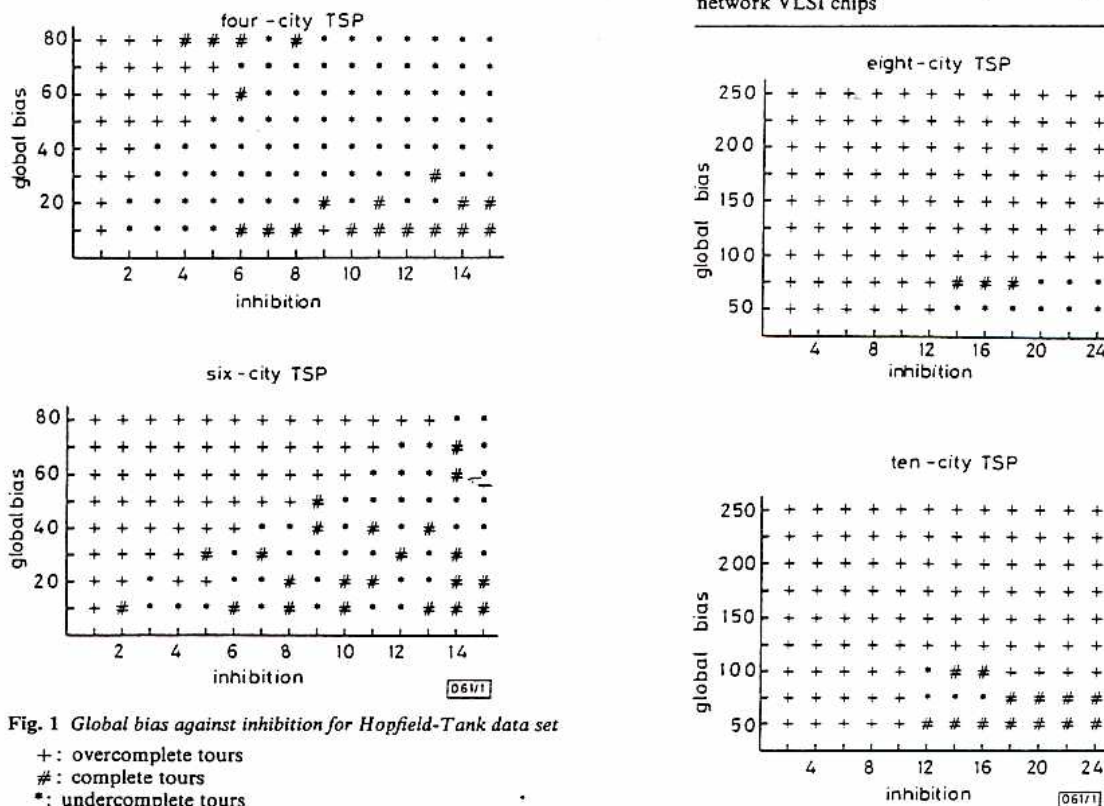 four-city TSP
80
60
40
20
global bias
2 4 6 8 10 12 14
inhibition
six-city TSP
80
60
40
20
global bias
2 4 6 8 10 12 14
inhibition
061/1
Fig. 1 Global bias against inhibition for Hopfield-Tank data set
+: overcomplete tours
#: complete tours
*: undercomplete tours
network VLSI chips
eight-city TSP
250
200
150
100
50
global bias
4 8 12 16 20 24
inhibition
ten-city TSP
250
200
150
100
50
global bias
4 8 12 16 20 24
inhibition
061/1